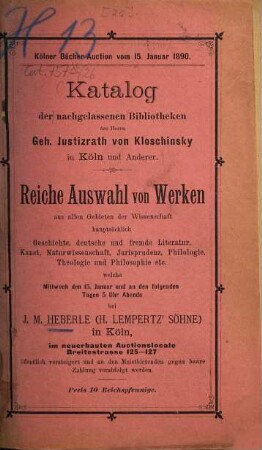 [26]
H 13
Kölner Bücher-Auction vom 15. Januar 1890.
Katalog
der nachgelassenen Bibliotheken
des Herrn
Geh. Justizrath von Kloschinsky
in Köln und Anderer.
Reiche Auswahl von Werken
aus allen Gebieten der Wissenschaft
hauptsächlich
Geschichte, deutsche und fremde Literatur,
Kunst, Naturwissenschaft, Jurisprudenz, Philologie,
Theologie und Philosophie etc.
welche
Mittwoch den 15. Januar und an den folgenden
Tagen 5 Uhr Abends
bei
J. M. HEBERLE (H. LEMPERTZ' SÖHNE)
in Köln,
im neuerbauten Auctionslocale
Breitestrasse 125—127
öffentlich versteigert und an den Meistbietenden gegen baare
Zahlung verabfolgt werden.
Preis 10 Reichspfennige.